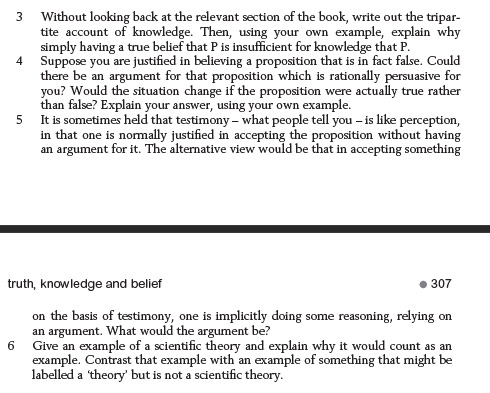 3 Without looking back at the relevant section of the book, write out the tripar-
tite account of knowledge. Then, using your own example, explain why
simply having a true belief that P is insufficient for knowledge that P.
4 Suppose you are justified in believing a proposition that is in fact false. Could
there be an argument for that proposition which is rationally persuasive for
you? Would the situation change if the proposition were actually true rather
than false? Explain your answer, using your own example.
5 It is sometimes held that testimony – what people tell you – is like perception,
in that one is normally justified in accepting the proposition without having
an argument for it. The alternative view would be that in accepting something
truth, knowledge and belief ● 307
on the basis of testimony, one is implicitly doing some reasoning, relying on
an argument. What would the argument be?
6 Give an example of a scientific theory and explain why it would count as an
example. Contrast that example with an example of something that might be
labelled a ‘theory’ but is not a scientific theory.